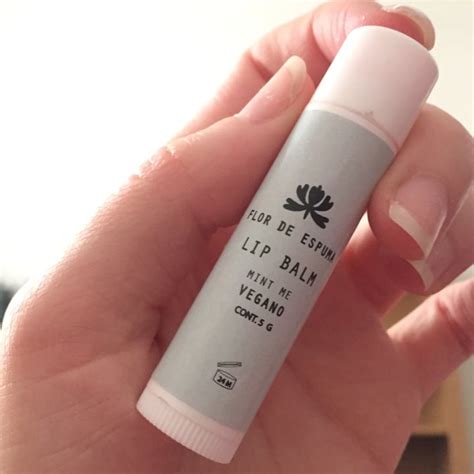 FLOR DE ESPUMA
LIP BALM
MINT ME
VEGANO
CONT. 5 G
24M